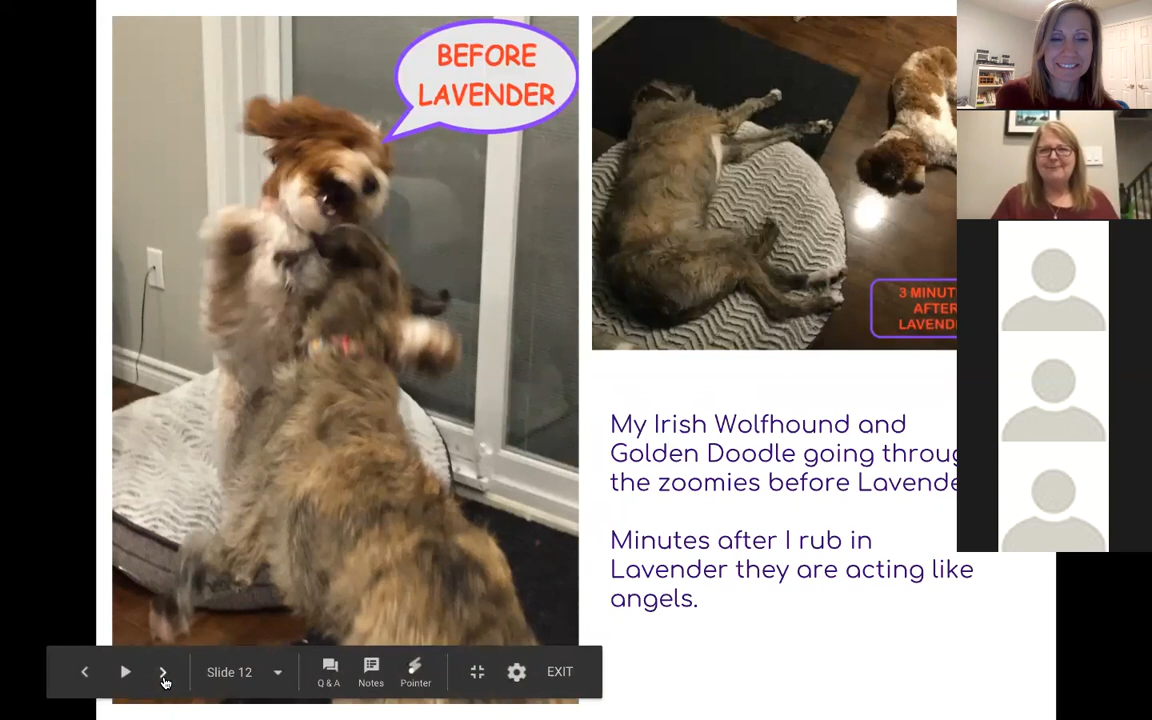 BEFORE
LAVENDER
3 MINUT
AFTER
LAVEND
My Irish Wolfhound and
Golden Doodle going throug
the zoomies before Lavende
Minutes after I rub in
Lavender they are acting like
angels.
Slide 12
Q & A
Notes
Pointer
EXIT